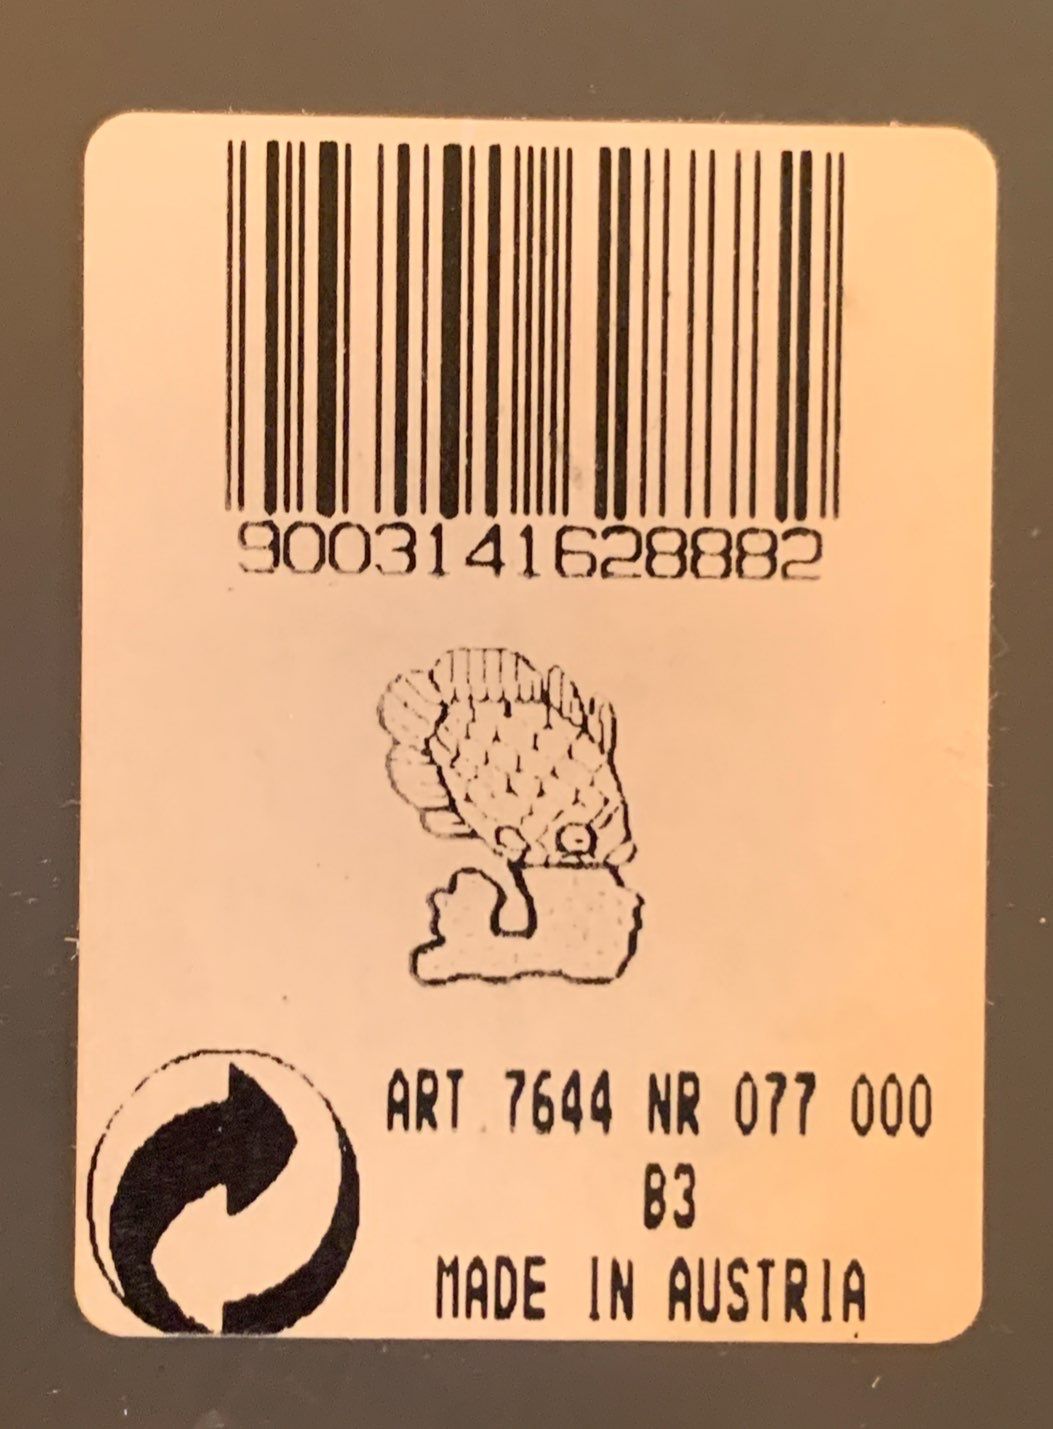 9003141628882
ART 7644 NR 077 000
B3
MADE IN AUSTRIA